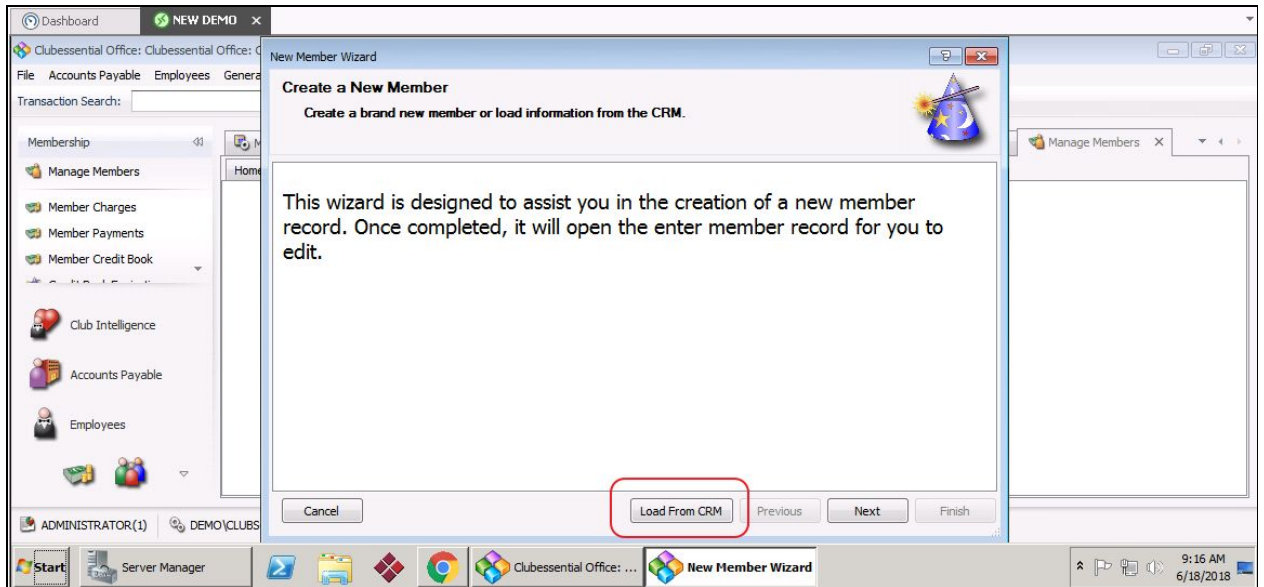 Dashboard
NEW DEMO
Clubessential Office: Clubessential Office: C
New Member Wizard
File Accounts Payable Employees Genera
Create a New Member
Create a brand new member or load information from the CRM.
Transaction Search:
Membership
Manage Members
Manage Members
Home
Member Charges
Member Payments
Member Credit Book
This wizard is designed to assist you in the creation of a new member
record. Once completed, it will open the enter member record for you to
edit.
Club Intelligence
Accounts Payable
Employees
Cancel
Load From CRM
Previous
Next
Finish
ADMINISTRATOR(1)
DEMO\CLUBS
Start
Server Manager
Clubessential Office: ...
New Member Wizard
9:16 AM
6/18/2018